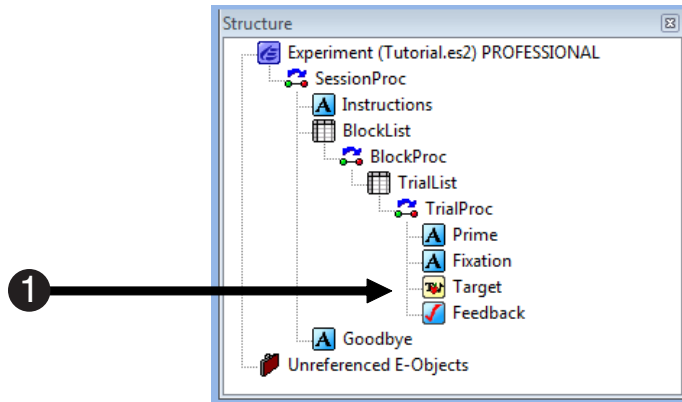 Structure
Experiment (Tutorial.es2) PROFESSIONAL
SessionProc
Instructions
BlockList
BlockProc
TrialList
TrialProc
Prime
Fixation
1
Target
Feedback
Goodbye
Unreferenced E-Objects